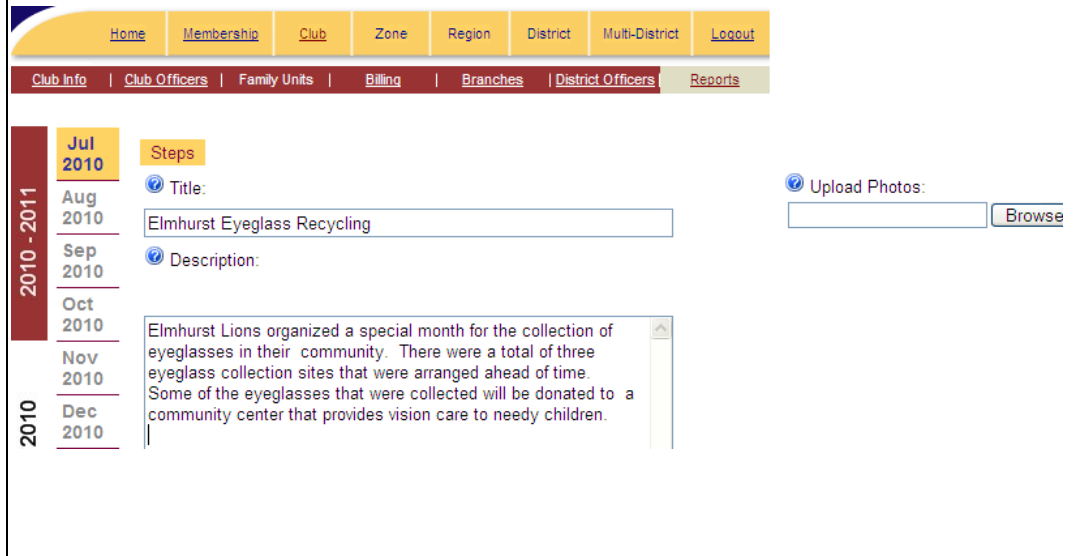 Home Membership Club Zone Region District Multi-District Logout
Club Info | Club Officers | Family Units | Billing | Branches | District Officers | Reports
2010 - 2011
2010
Jul
2010
Aug
2010
Sep
2010
Oct
2010
Nov
2010
Dec
2010
Steps
Title:
Elmhurst Eyeglass Recycling
Description:
Elmhurst Lions organized a special month for the collection of
eyeglasses in their community. There were a total of three
eyeglass collection sites that were arranged ahead of time.
Some of the eyeglasses that were collected will be donated to a
community center that provides vision care to needy children.
Upload Photos:
Browse